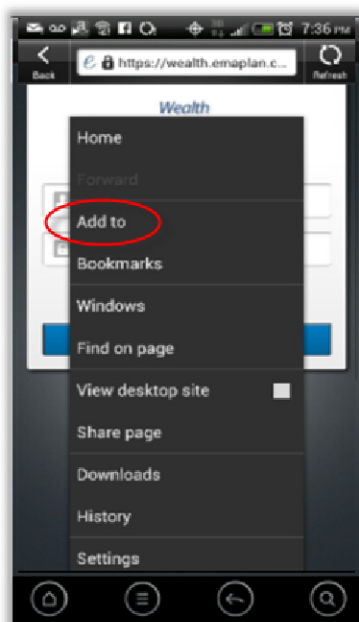 7:36 PM
Back
https://wealth.emaplan.c...
Refresh
Wealth
Home
Forward
Add to
Bookmarks
Windows
Find on page
View desktop site
Share page
Downloads
History
Settings